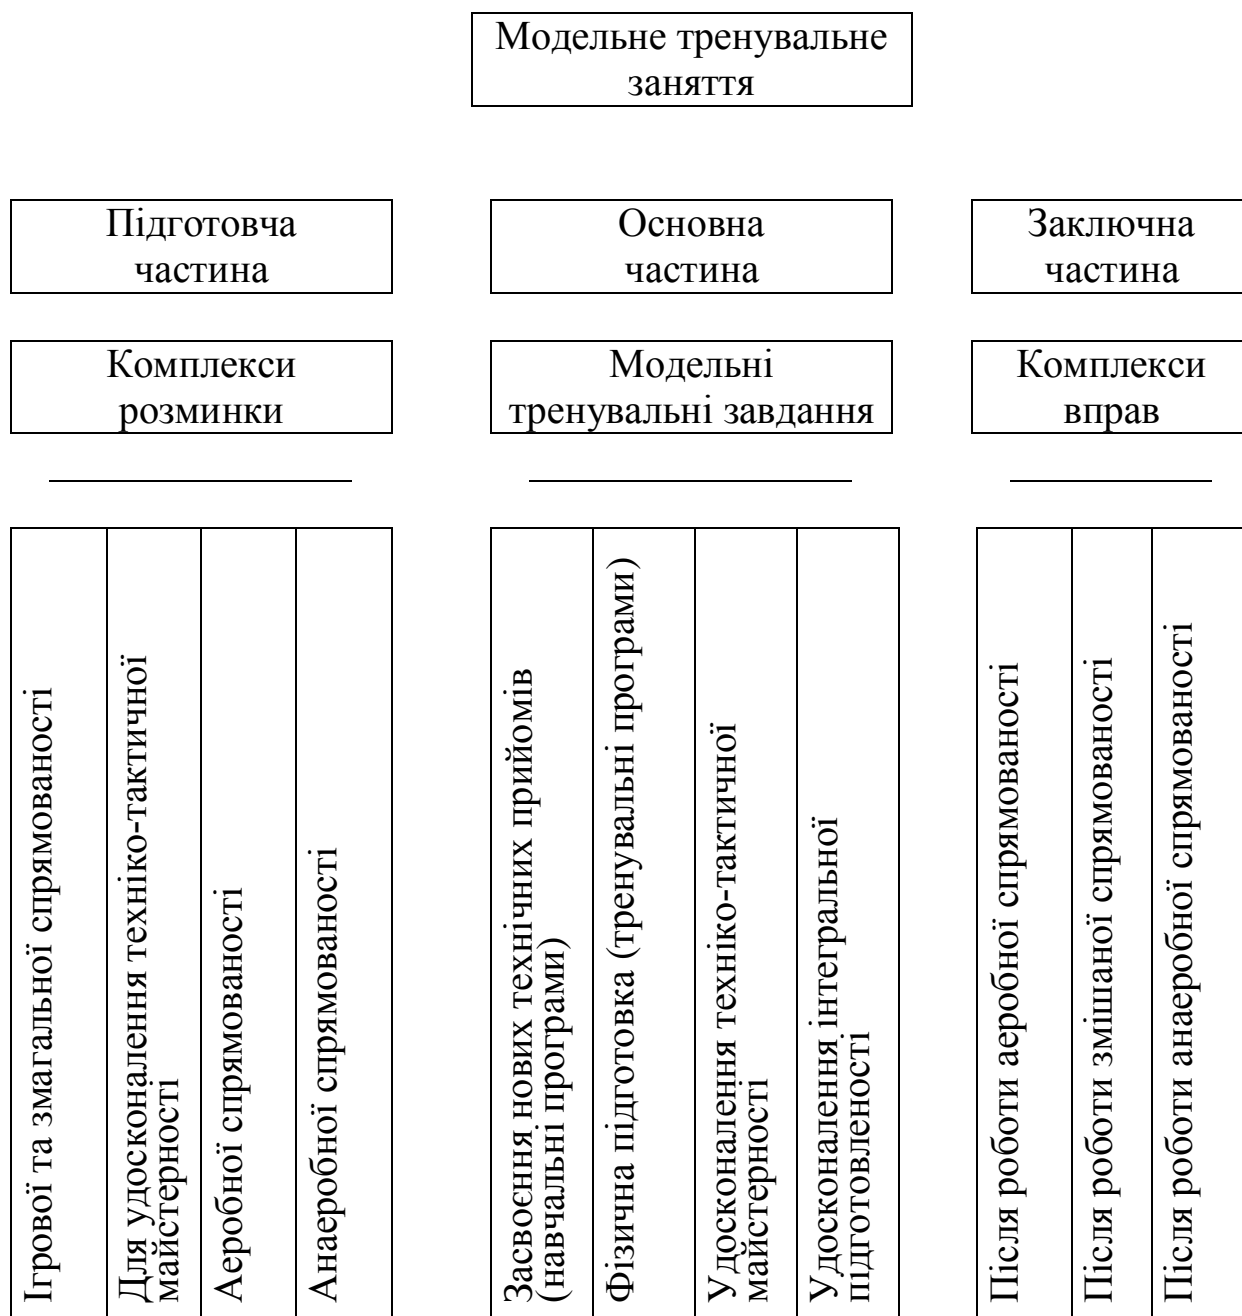 Модельне тренувальне
заняття
Підготовча
частина
Основна
частина
Заключна
частина
Комплекси
розминки
Модельні
тренувальні завдання
Комплекси
вправ
Ігрової та змагальної спрямованості
Для удосконалення техніко-тактичної
майстерності
Аеробної спрямованості
Анаеробної спрямованості
Засвоєння нових технічних прийомів
(навчальні програми)
Фізична підготовка (тренувальні програми)
Удосконалення техніко-тактичної
майстерності
Удосконалення інтегральної
підготовленості
Після роботи аеробної спрямованості
Після роботи змішаної спрямованості
Після роботи анаеробної спрямованості